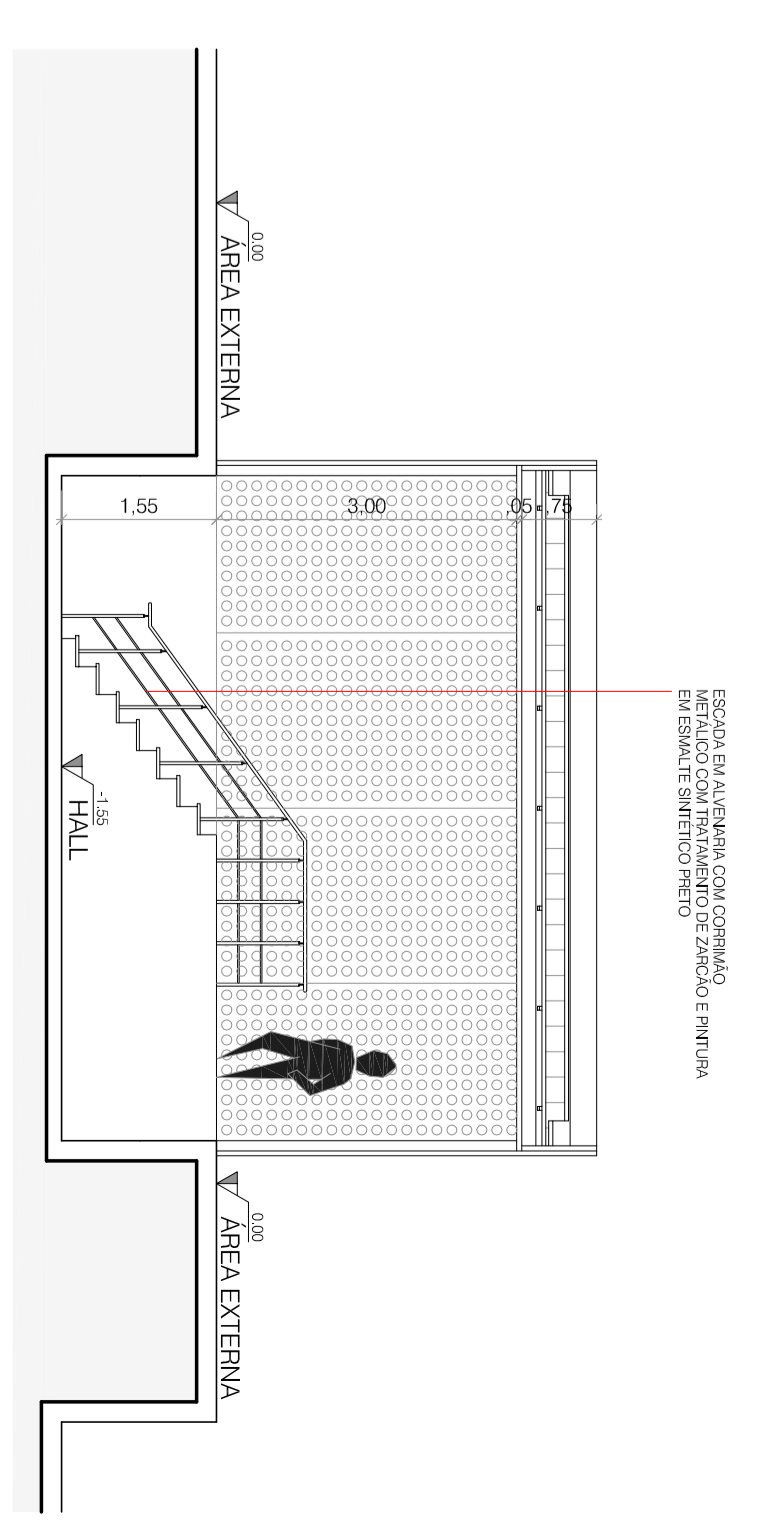 ESCADA EM ALVENARIA COM CORRIMÃO
METÁLICO COM TRATAMENTO DE ZARCÃO E PINTURA
EM ESMALTE SINTÉTICO PRETO
,75
,05
3,00
1,55
0.00
ÁREA EXTERNA
-1.55
HALL
0.00
ÁREA EXTERNA